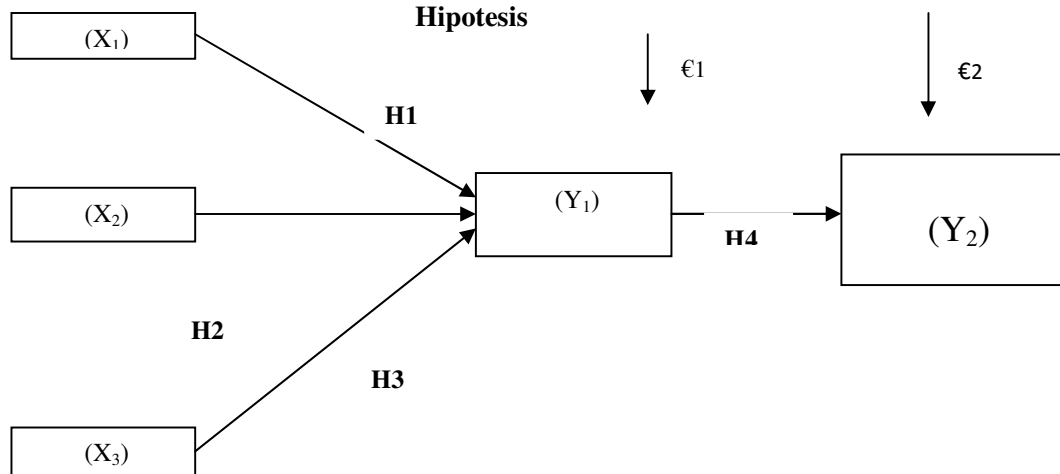 Hipotesis
(X₁)
€1
€2
H1
(X₂)
(Y₁)
(Y₂)
H4
H2
H3
(X₃)